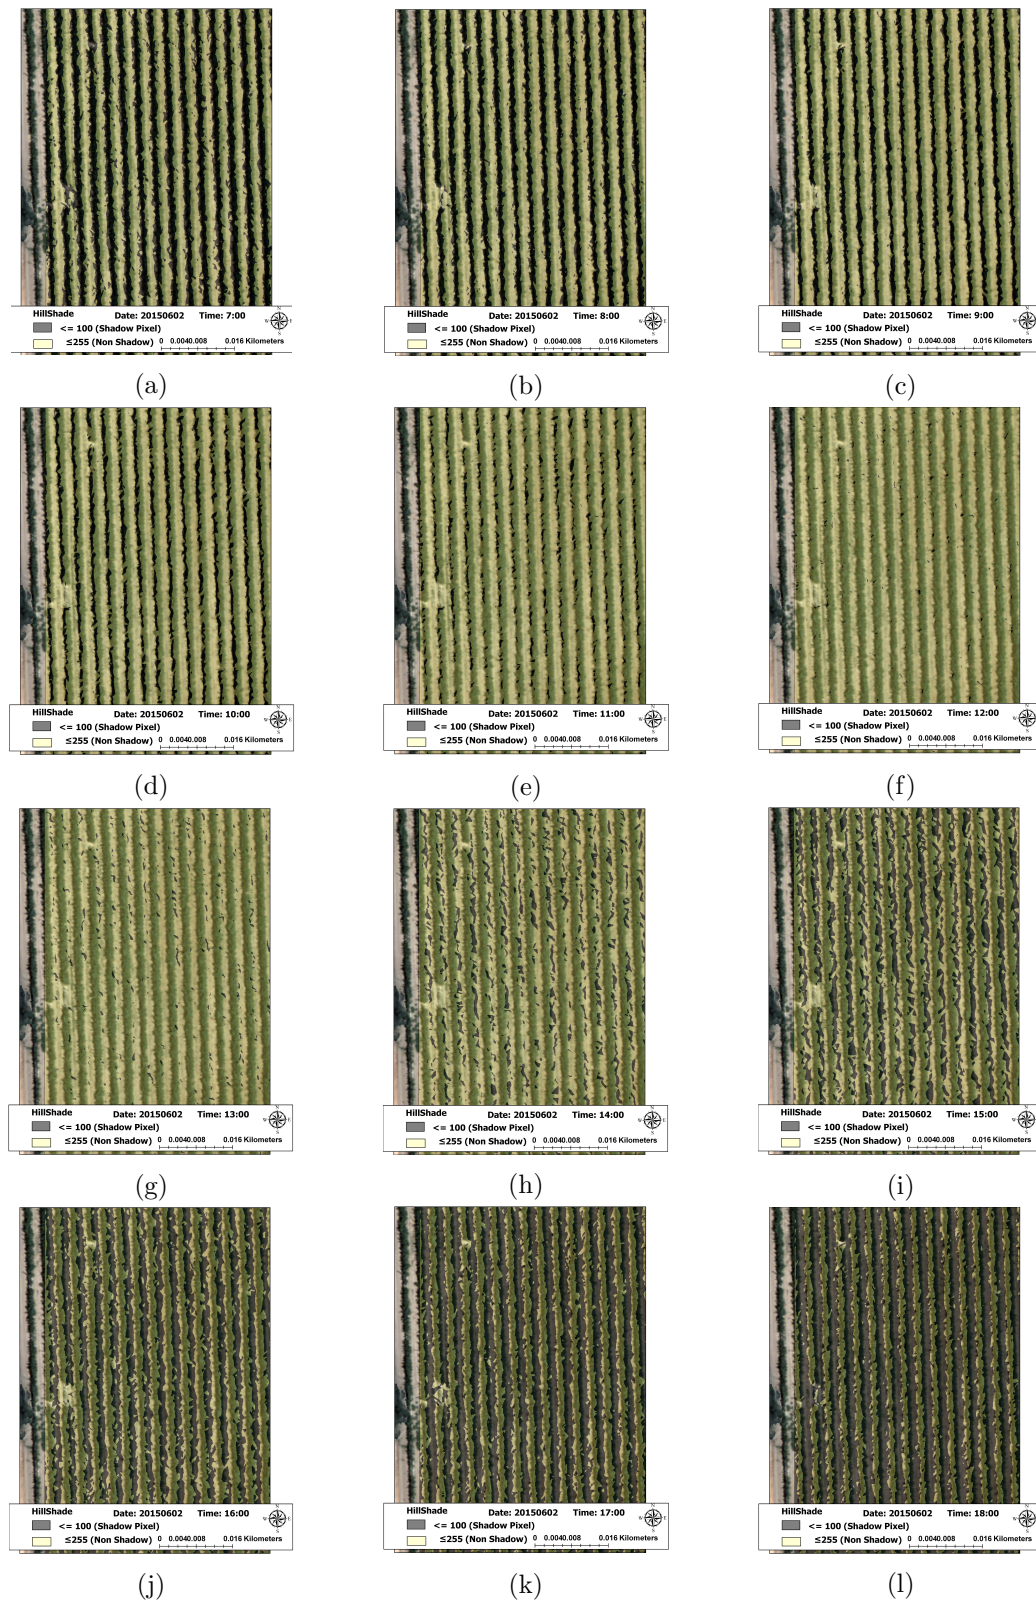 HillShade Date: 20150602 Time: 7:00
<= 100 (Shadow Pixel)
≤255 (Non Shadow) 0 0.0040.008 0.016 Kilometers
N
W E
S
(a)
HillShade Date: 20150602 Time: 8:00
<= 100 (Shadow Pixel)
≤255 (Non Shadow) 0 0.0040.008 0.016 Kilometers
N
W E
S
(b)
HillShade Date: 20150602 Time: 9:00
<= 100 (Shadow Pixel)
≤255 (Non Shadow) 0 0.0040.008 0.016 Kilometers
N
W E
S
(c)
HillShade Date: 20150602 Time: 10:00
<= 100 (Shadow Pixel)
≤255 (Non Shadow) 0 0.0040.008 0.016 Kilometers
N
W E
S
(d)
HillShade Date: 20150602 Time: 11:00
<= 100 (Shadow Pixel)
≤255 (Non Shadow) 0 0.0040.008 0.016 Kilometers
N
W E
S
(e)
HillShade Date: 20150602 Time: 12:00
<= 100 (Shadow Pixel)
≤255 (Non Shadow) 0 0.0040.008 0.016 Kilometers
N
W E
S
(f)
HillShade Date: 20150602 Time: 13:00
<= 100 (Shadow Pixel)
≤255 (Non Shadow) 0 0.0040.008 0.016 Kilometers
N
W E
S
(g)
HillShade Date: 20150602 Time: 14:00
<= 100 (Shadow Pixel)
≤255 (Non Shadow) 0 0.0040.008 0.016 Kilometers
N
W E
S
(h)
HillShade Date: 20150602 Time: 15:00
<= 100 (Shadow Pixel)
≤255 (Non Shadow) 0 0.0040.008 0.016 Kilometers
N
W E
S
(i)
HillShade Date: 20150602 Time: 16:00
<= 100 (Shadow Pixel)
≤255 (Non Shadow) 0 0.0040.008 0.016 Kilometers
N
W E
S
(j)
HillShade Date: 20150602 Time: 17:00
<= 100 (Shadow Pixel)
≤255 (Non Shadow) 0 0.0040.008 0.016 Kilometers
N
W E
S
(k)
HillShade Date: 20150602 Time: 18:00
<= 100 (Shadow Pixel)
≤255 (Non Shadow) 0 0.0040.008 0.016 Kilometers
N
W E
S
(l)